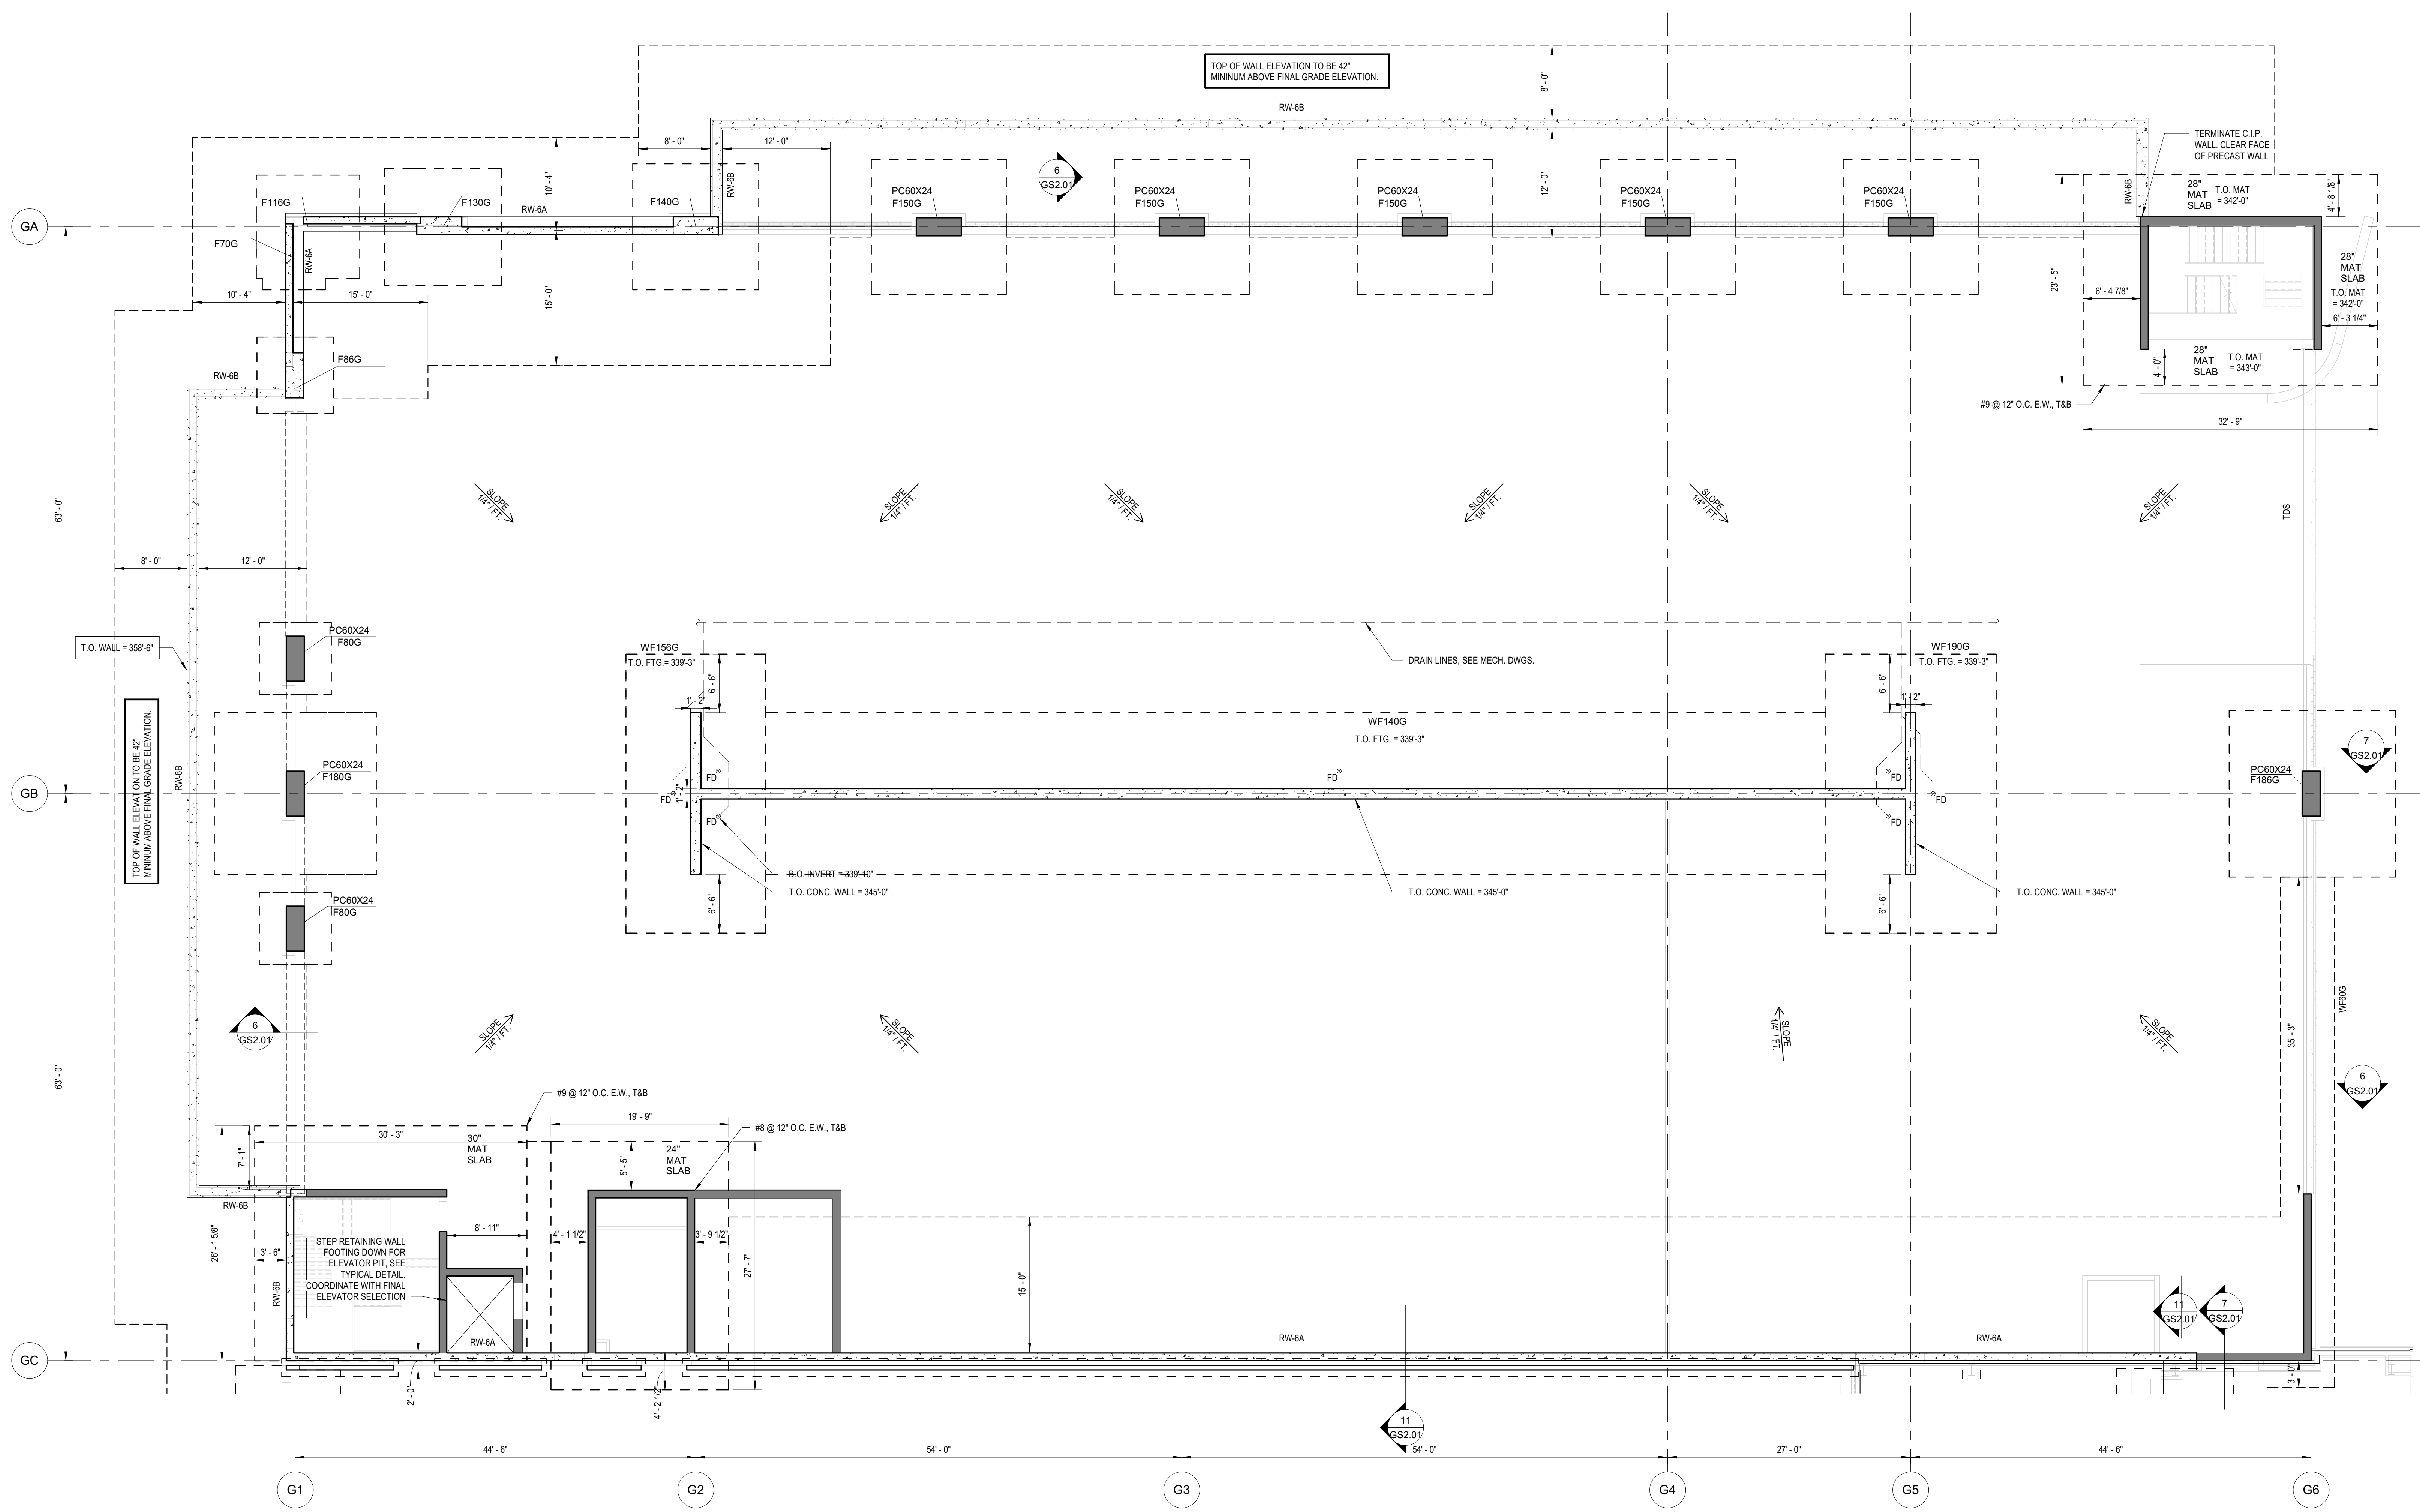 TOP OF WALL ELEVATION TO BE 42"
MININUM ABOVE FINAL GRADE ELEVATION.
8' - 0"
RW-6B
TERMINATE C.I.P.
WALL. CLEAR FACE
OF PRECAST WALL
8' - 0"
12' - 0"
10' - 4"
12' - 0"
6
GS2.01
RW-6B
F116G
F130G
RW-6A
F140G
PC60X24
F150G
PC60X24
F150G
PC60X24
F150G
PC60X24
F150G
PC60X24
F150G
RW-6B
28"
MAT
SLAB
T.O. MAT
= 342'-0"
4' - 8 1/8"
GA
F70G
RW-6A
10' - 4"
15' - 0"
15' - 0"
23' - 5"
6' - 4 7/8"
28"
MAT
SLAB
T.O. MAT
= 342'-0"
6' - 3 1/4"
F86G
RW-6B
4' - 0"
28"
MAT
SLAB
T.O. MAT
= 343'-0"
#9 @ 12" O.C. E.W., T&B
32' - 9"
63' - 0"
SLOPE
1/4" / FT.
SLOPE
1/4" / FT.
SLOPE
1/4" / FT.
SLOPE
1/4" / FT.
SLOPE
1/4" / FT.
SLOPE
1/4" / FT.
TDS
8' - 0"
12' - 0"
T.O. WALL = 358'-6"
PC60X24
F80G
WF156G
T.O. FTG.= 339'-3"
6' - 6"
1' - 2"
DRAIN LINES, SEE MECH. DWGS.
WF190G
T.O. FTG. = 339'-3"
6' - 6"
1' - 2"
WF140G
T.O. FTG. = 339'-3"
7
GS2.01
TOP OF WALL ELEVATION TO BE 42"
MININUM ABOVE FINAL GRADE ELEVATION.
RW-6B
GB
PC60X24
F180G
FD
FD
1' - 2"
FD
FD
FD
FD
FD
PC60X24
F186G
B.O. INVERT = 339'-10"
T.O. CONC. WALL = 345'-0"
T.O. CONC. WALL = 345'-0"
T.O. CONC. WALL = 345'-0"
6' - 6"
6' - 6"
PC60X24
F80G
6
GS2.01
63' - 0"
SLOPE
1/4" / FT.
SLOPE
1/4" / FT.
SLOPE
1/4" / FT.
SLOPE
1/4" / FT.
35' - 3"
WF60G
6
GS2.01
#9 @ 12" O.C. E.W., T&B
19' - 9"
#8 @ 12" O.C. E.W., T&B
30' - 3"
30"
MAT
SLAB
7' - 1"
5' - 5"
24"
MAT
SLAB
RW-6B
26' - 1 5/8"
3' - 6"
8' - 11"
4' - 1 1/2"
3' - 9 1/2"
27' - 7"
STEP RETAINING WALL
FOOTING DOWN FOR
ELEVATOR PIT, SEE
TYPICAL DETAIL.
COORDINATE WITH FINAL
ELEVATOR SELECTION
RW-6B
15' - 0"
11
GS2.01
7
GS2.01
RW-6A
RW-6A
RW-6A
GC
2' - 0"
4' - 2 1/2"
3' - 0"
11
GS2.01
44' - 6"
54' - 0"
54' - 0"
27' - 0"
44' - 6"
G1
G2
G3
G4
G5
G6